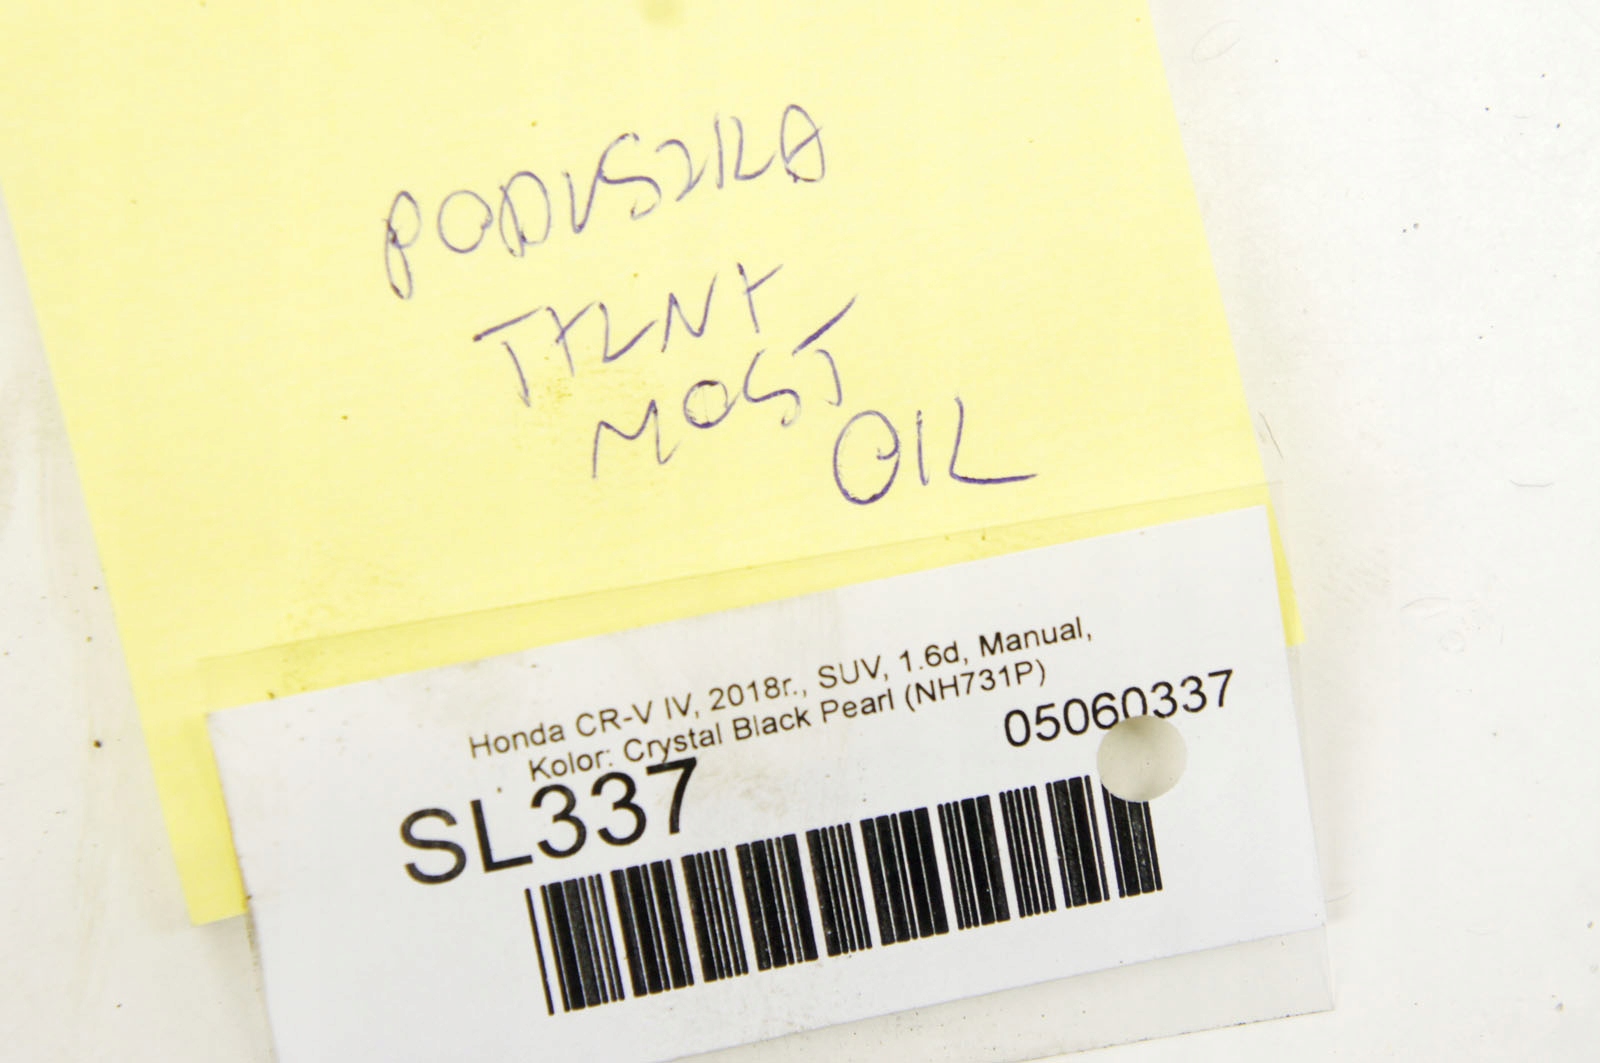 PODUSZKA
TYLNY
MOST
OIL
Honda CR-V IV, 2018r., SUV, 1.6d, Manual,
Kolor: Crystal Black Pearl (NH731P)
05060337
SL337